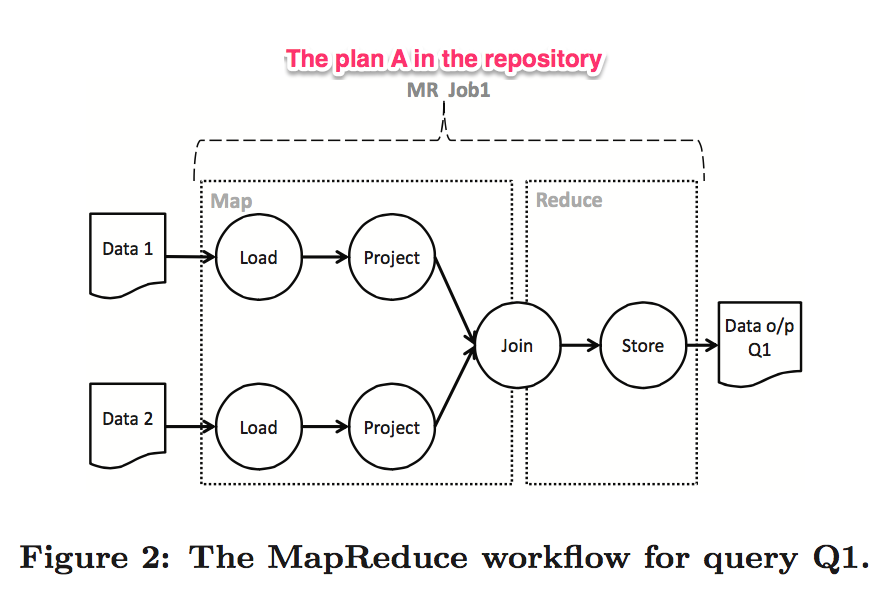 The plan A in the repository
MR Job1
Map
Reduce
Data 1
Load
Project
Join
Store
Data o/p
Q1
Data 2
Load
Project
Figure 2: The MapReduce workflow for query Q1.